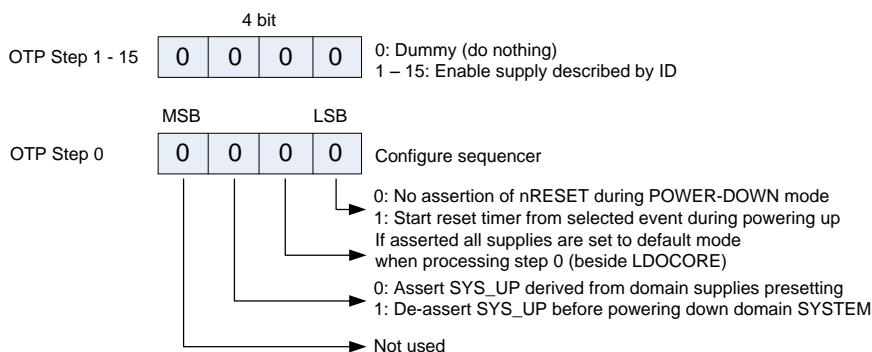 4 bit
OTP Step 1 - 15
0 0 0 0
0: Dummy (do nothing)
1 – 15: Enable supply described by ID
MSB LSB
OTP Step 0
0 0 0 0
Configure sequencer
0: No assertion of nRESET during POWER-DOWN mode
1: Start reset timer from selected event during powering up
If asserted all supplies are set to default mode
when processing step 0 (beside LDOCORE)
0: Assert SYS_UP derived from domain supplies presetting
1: De-assert SYS_UP before powering down domain SYSTEM
Not used